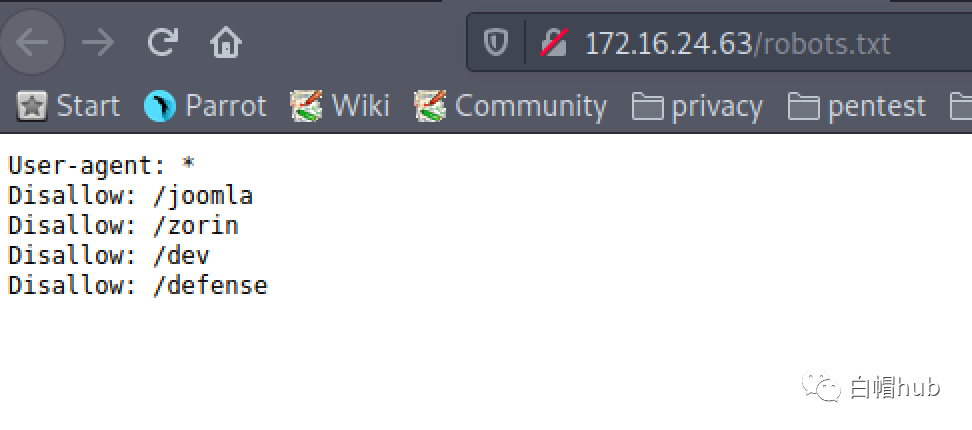 172.16.24.63/robots.txt
Start Parrot Wiki Community privacy pentest
User-agent: *
Disallow: /joomla
Disallow: /zorin
Disallow: /dev
Disallow: /defense
白帽hub